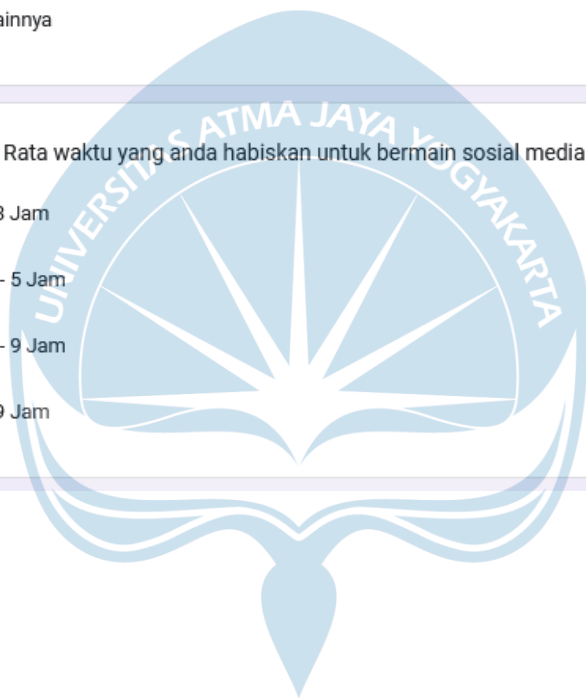 ainnya
UNIVERSITAS ATMA JAYA YOGYAKARTA
Rata waktu yang anda habiskan untuk bermain sosial media
3 Jam
- 5 Jam
- 9 Jam
9 Jam